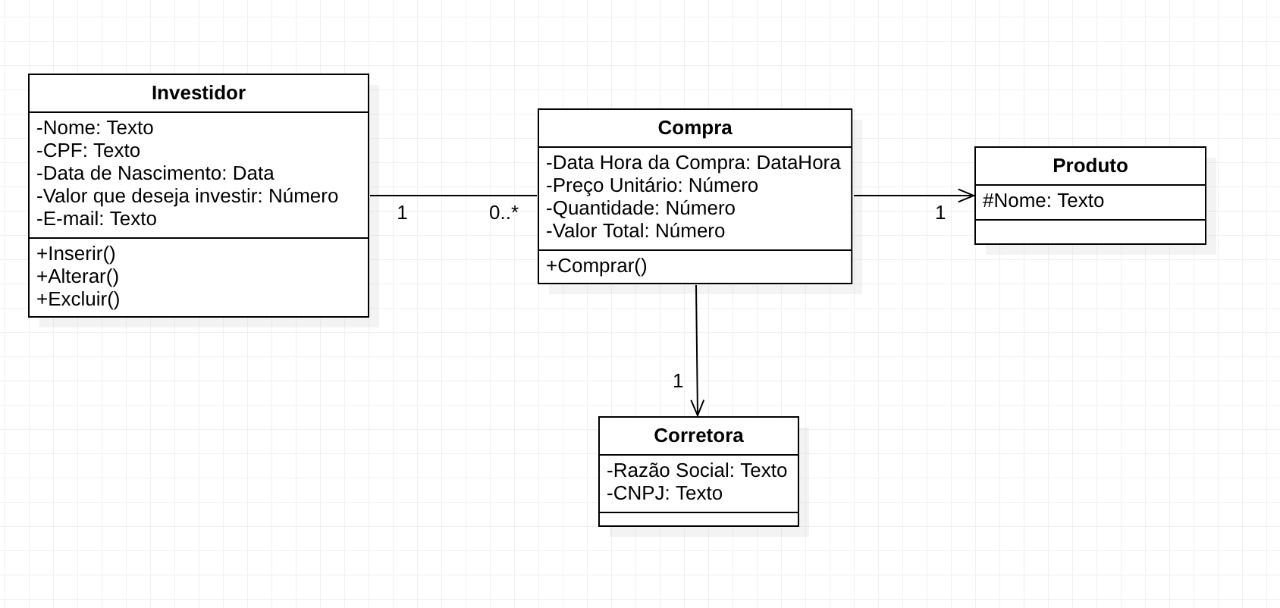 Investidor
-Nome: Texto
-CPF: Texto
-Data de Nascimento: Data
-Valor que deseja investir: Número
-E-mail: Texto
+Inserir()
+Alterar()
+Excluir()
1
0..*
Compra
-Data Hora da Compra: DataHora
-Preço Unitário: Número
-Quantidade: Número
-Valor Total: Número
+Comprar()
1
Produto
#Nome: Texto
1
Corretora
-Razão Social: Texto
-CNPJ: Texto